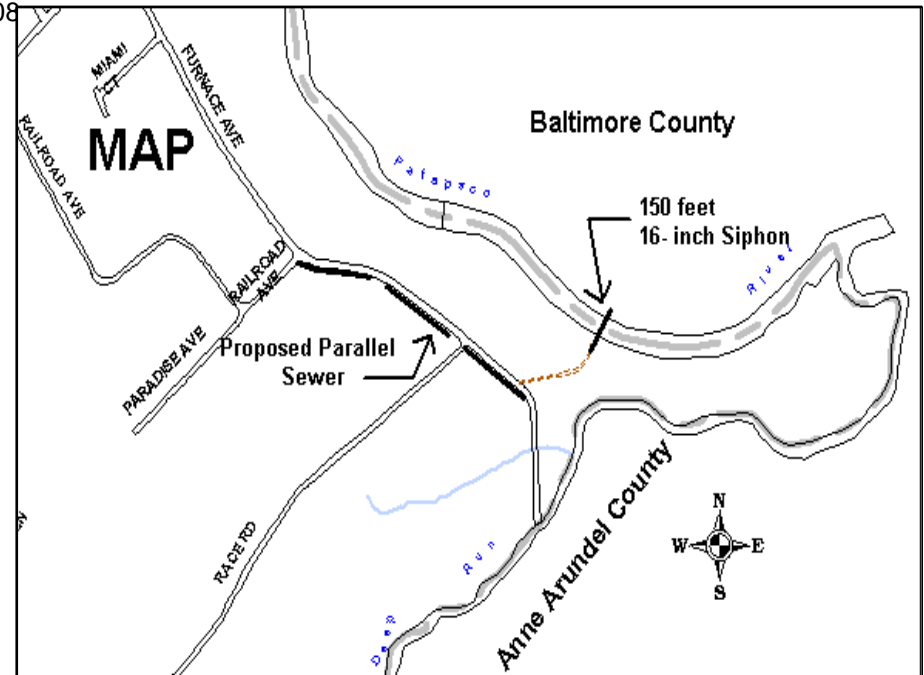 08
MIAMI
CT
FURNACE AVE
RAILROAD AVE
MAP
Baltimore County
Patapsco
River
150 feet
16- inch Siphon
RAILROAD
AVE
PARADISE AVE
Proposed Parallel
Sewer
RACE RD
Deep
Run
Anne Arundel County
N
W
E
S